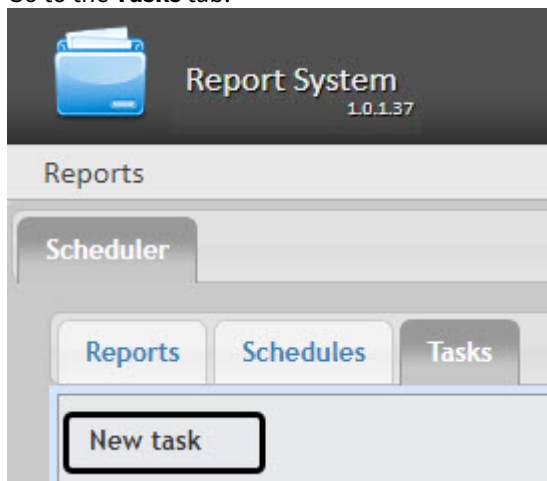 Go to the Tasks tab.
Report System
1.0.1.37
Reports
Scheduler
Reports Schedules Tasks
New task